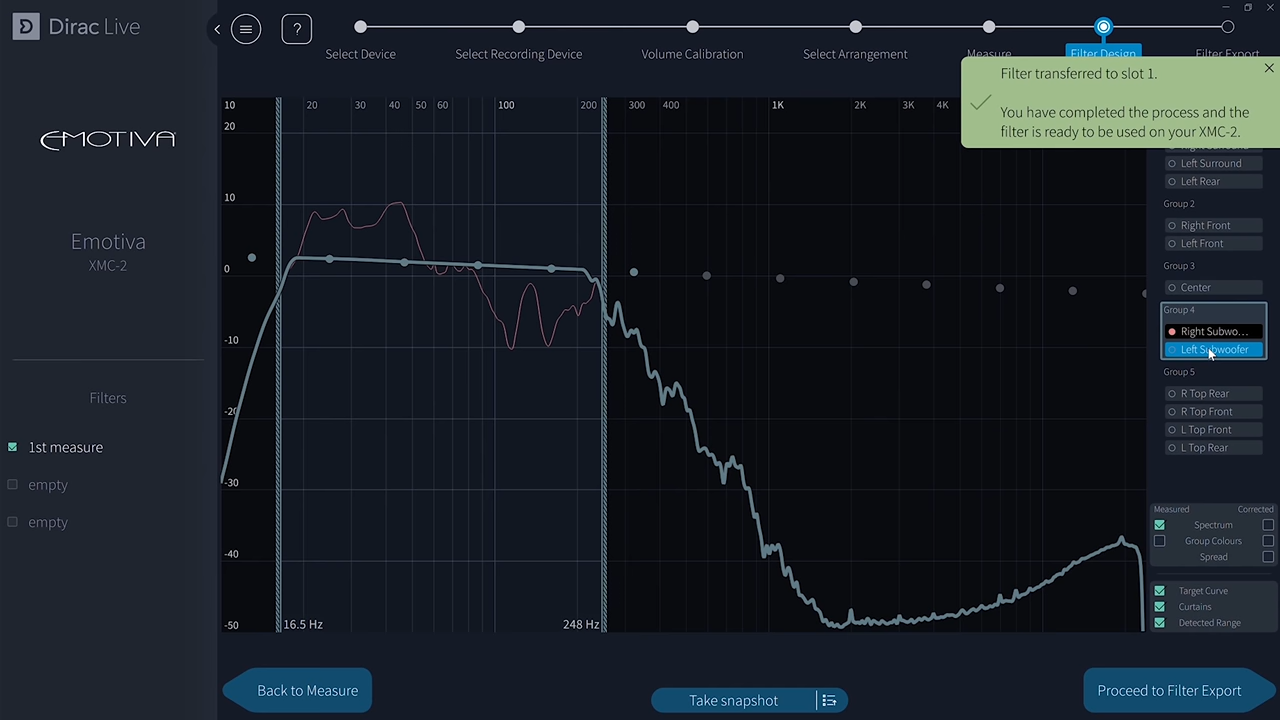 Dirac Live
?
Select Device
Select Recording Device
Volume Calibration
Select Arrangement
Measure
Filter Design
Filter Export
Filter transferred to slot 1.
You have completed the process and the
filter is ready to be used on your XMC-2.
EMOTIVA
Emotiva
XMC-2
Filters
1st measure
empty
empty
10 20 30 40 50 60 100 200 300 400 1K 2K 3K 4K
20
10
0
-10
-20
-30
-40
-50
16.5 Hz
248 Hz
Right Surround
Left Surround
Left Rear
Group 2
Right Front
Left Front
Group 3
Center
Group 4
Right Subwo...
Left Subwoofer
Group 5
R Top Rear
R Top Front
L Top Front
L Top Rear
Measured Corrected
Spectrum
Group Colours
Spread
Target Curve
Curtains
Detected Range
Back to Measure
Take snapshot
Proceed to Filter Export